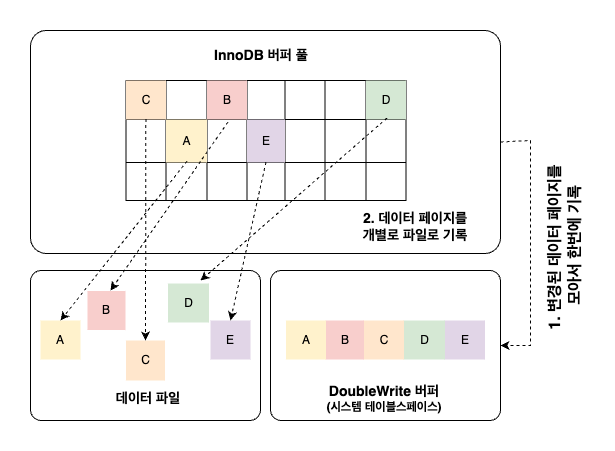 InnoDB 버퍼 풀
C
B
D
A
E
2. 데이터 페이지를
개별로 파일로 기록
1. 변경된 데이터 페이지를
모아서 한번에 기록
A
B
C
D
E
데이터 파일
A
B
C
D
E
DoubleWrite 버퍼
(시스템 테이블스페이스)